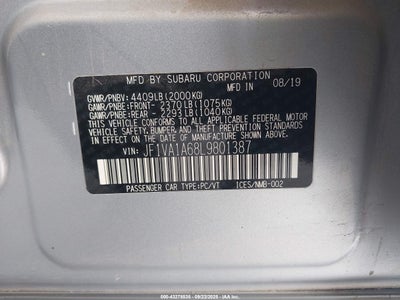 MFD BY SUBARU CORPORATION 08/19
GVWR/PNBV: 4409LB(2000KG)
GAWR/PNBE:FRONT- 2370LB(1075KG)
GAWR/PNBE:REAR - 2293LB(1040KG)
THIS VEHICLE CONFORMS TO ALL APPLICABLE FEDERAL
MOTOR VEHICLE SAFETY, BUMPER, AND THEFT PREVENTION STANDARDS
IN EFFECT ON THE DATE OF MANUFACTURE SHOWN ABOVE.
VIN: JF1VA1A68L9801387
PASSENGER CAR TYPE:PC/VT ICES/NMB-002